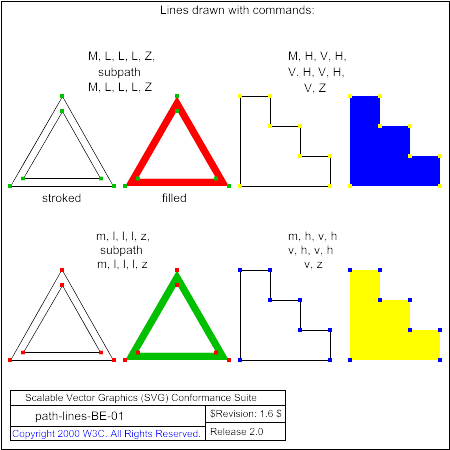 Lines drawn with commands:
M, L, L, L, Z,
subpath
M, L, L, L, Z
M, H, V, H,
V. H, V, H,
V, Z
stroked
filled
m, l, l, l, z,
subpath
m, l, l, l, z
m, h, v, h
v, h, v, h
v, z
Scalable Vector Graphics (SVG) Conformance Suite
path-lines-BE-01
$Revision: 1.6 $
Copyright 2000 W3C. All Rights Reserved.
Release 2.0